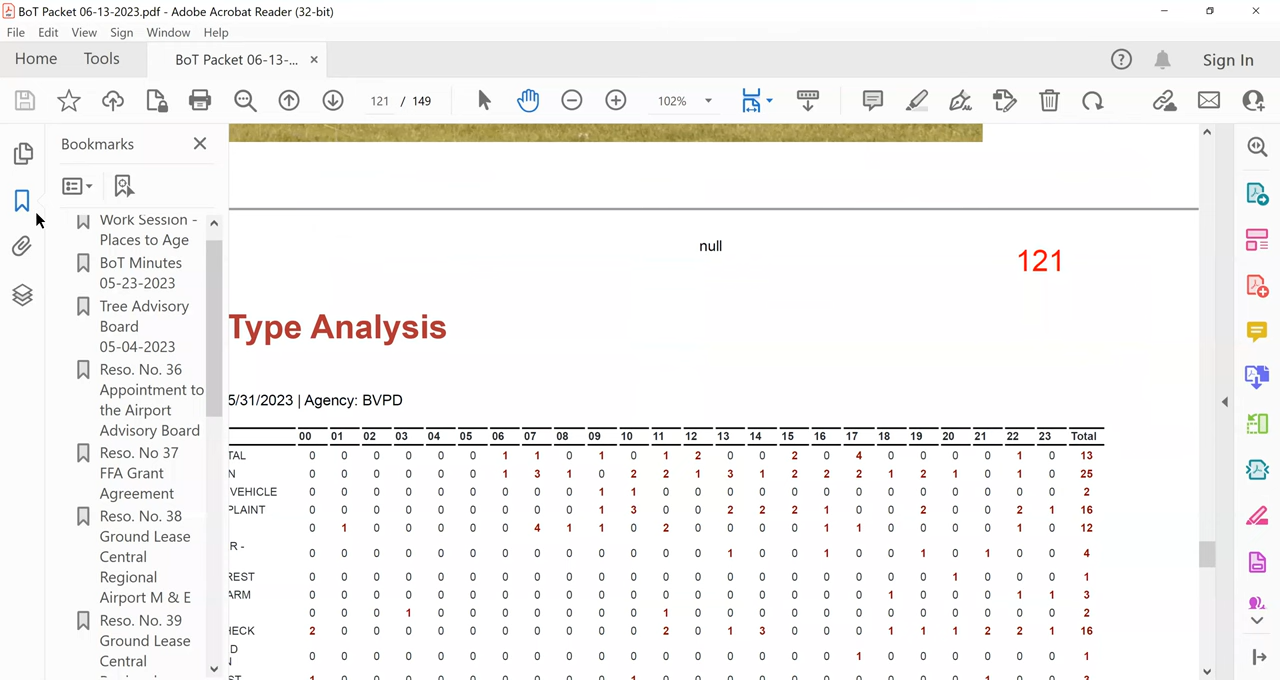 BoT Packet 06-13-2023.pdf - Adobe Acrobat Reader (32-bit)
File Edit View Sign Window Help
Home Tools BoT Packet 06-13-... × ? Sign In
121 / 149 102%
Bookmarks
Work Session -
Places to Age
BoT Minutes
05-23-2023
Tree Advisory
Board
05-04-2023
Reso. No. 36
Appointment to
the Airport
Advisory Board
Reso. No 37
FFA Grant
Agreement
Reso. No. 38
Ground Lease
Central
Regional
Airport M & E
Reso. No. 39
Ground Lease
Central
null
121
Type Analysis
5/31/2023 | Agency: BVPD
00 01 02 03 04 05 06 07 08 09 10 11 12 13 14 15 16 17 18 19 20 21 22 23 Total
TAL 0 0 0 0 0 0 1 1 0 1 0 1 2 0 0 2 0 4 0 0 0 0 1 0 13
N 0 0 0 0 0 0 1 3 1 0 2 2 1 3 1 2 2 2 1 2 1 0 1 0 25
VEHICLE 0 0 0 0 0 0 0 0 0 1 1 0 0 0 0 0 0 0 0 0 0 0 0 0 2
PLAINT 0 0 0 0 0 0 0 0 0 1 3 0 0 2 2 2 1 0 0 2 0 0 2 1 16
0 1 0 0 0 0 0 4 1 1 0 2 0 0 0 0 1 1 0 0 0 0 1 0 12
R -
0 0 0 0 0 0 0 0 0 0 0 0 0 1 0 0 1 0 0 1 0 1 0 0 4
REST 0 0 0 0 0 0 0 0 0 0 0 0 0 0 0 0 0 0 0 0 1 0 0 0 1
ARM 0 0 0 0 0 0 0 0 0 0 0 0 0 0 0 0 0 0 1 0 0 0 1 1 3
0 0 0 1 0 0 0 0 0 0 0 1 0 0 0 0 0 0 0 0 0 0 0 0 2
HECK 2 0 0 0 0 0 0 0 0 0 0 2 0 1 3 0 0 0 1 1 1 2 2 1 16
D
0 0 0 0 0 0 0 0 0 0 0 0 0 0 0 0 0 1 0 0 0 0 0 0 1
N